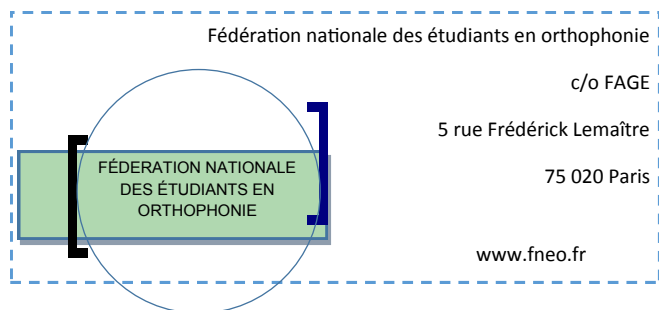 Fédération nationale des étudiants en orthophonie
c/o FAGE
5 rue Frédérick Lemaître
75 020 Paris
www.fneo.fr
FÉDERATION NATIONALE
DES ÉTUDIANTS EN
ORTHOPHONIE